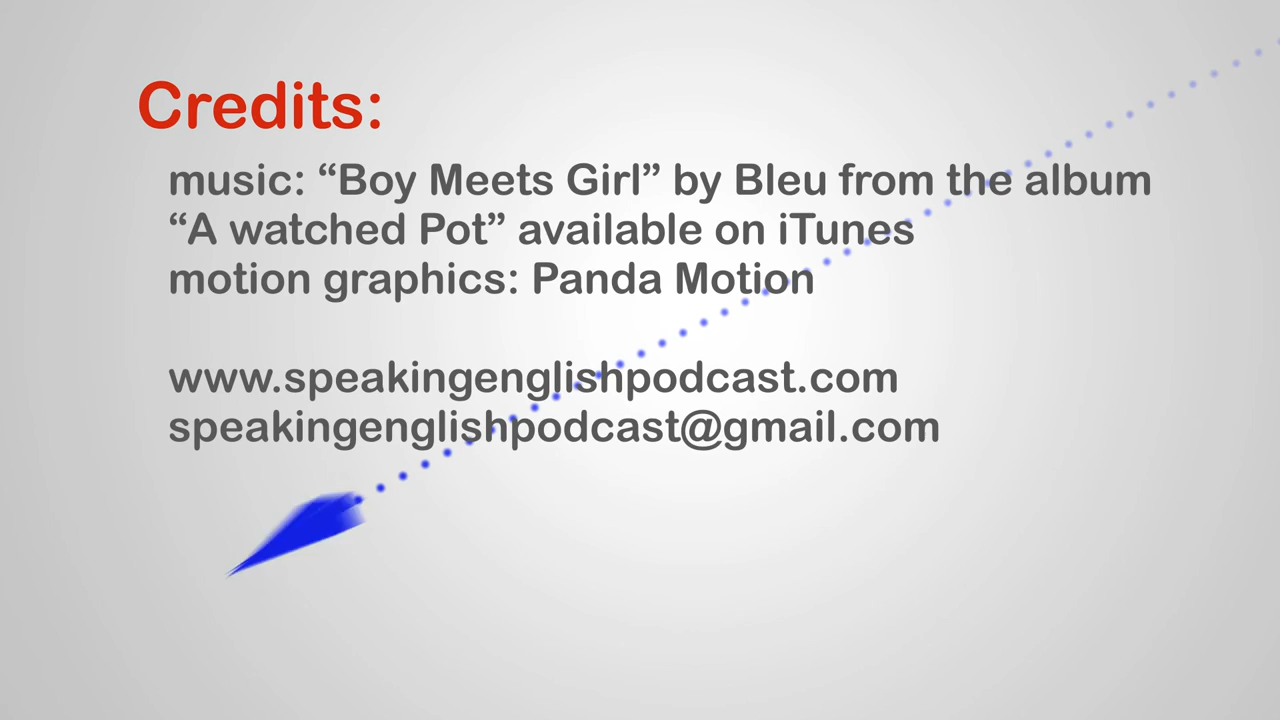 Credits:
music: “Boy Meets Girl” by Bleu from the album
“A watched Pot” available on iTunes
motion graphics: Panda Motion
www.speakingenglishpodcast.com
speakingenglishpodcast@gmail.com